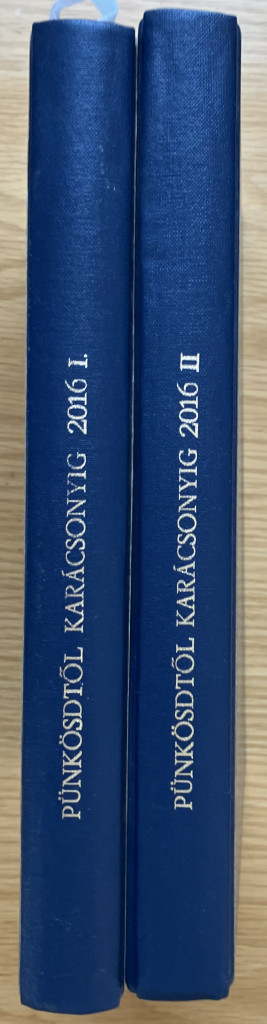 PÜNKÖSDTŐL KARÁCSONYIG 2016 I.
PÜNKÖSDTŐL KARÁCSONYIG 2016 II